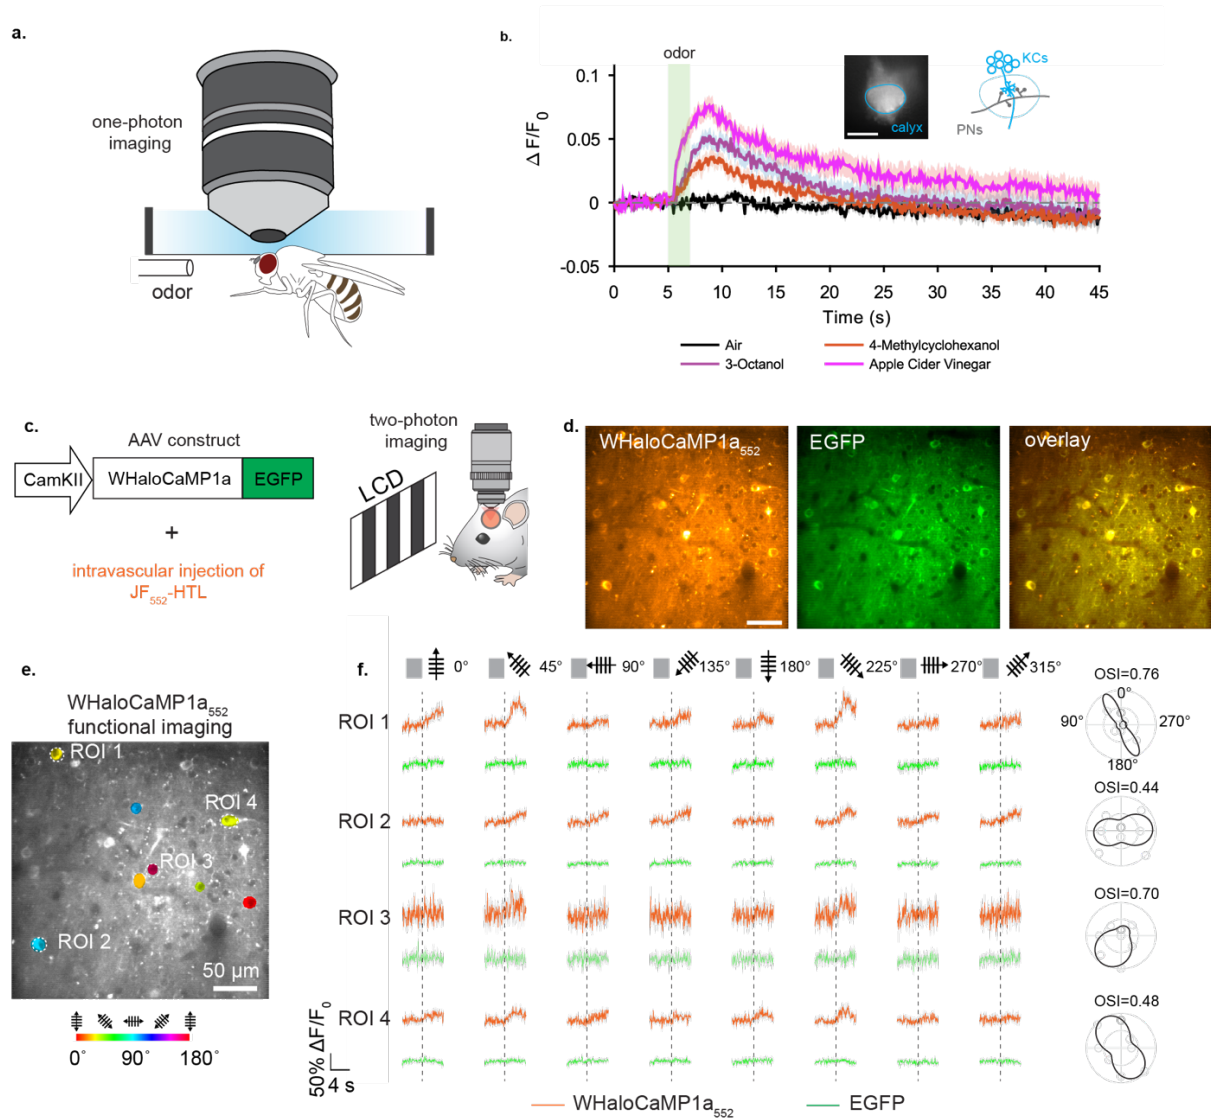 a.
one-photon
imaging
odor
b.
odor
0.1
0.05
0
-0.05
Δ F/F0
KCs
calyx
PNs
0 5 10 15 20 25 30 35 40 45
Time (s)
Air
4-Methylcyclohexanol
3-Octanol
Apple Cider Vinegar
c.
AAV construct
CamKII WHaloCaMP1a EGFP
+
intravascular injection of
JF552-HTL
two-photon
imaging
LCD
d.
WHaloCaMP1a552
EGFP
overlay
e.
WHaloCaMP1a552
functional imaging
ROI 1
ROI 4
ROI 3
ROI 2
50 µm
0° 90° 180°
f.
0° 45° 90° 135° 180° 225° 270° 315°
ROI 1
ROI 2
ROI 3
ROI 4
50% ΔF/F0
4 s
OSI=0.76
0°
90° 270°
180°
OSI=0.44
OSI=0.70
OSI=0.48
WHaloCaMP1a552
EGFP